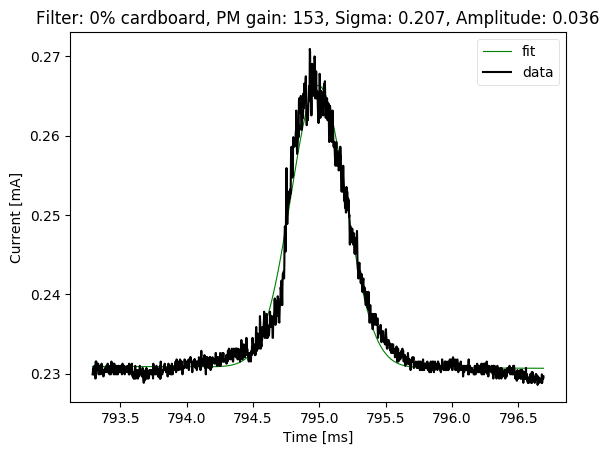 Filter: 0% cardboard, PM gain: 153, Sigma: 0.207, Amplitude: 0.036
fit
data
0.27
0.26
0.25
0.24
0.23
Current [mA]
793.5 794.0 794.5 795.0 795.5 796.0 796.5
Time [ms]